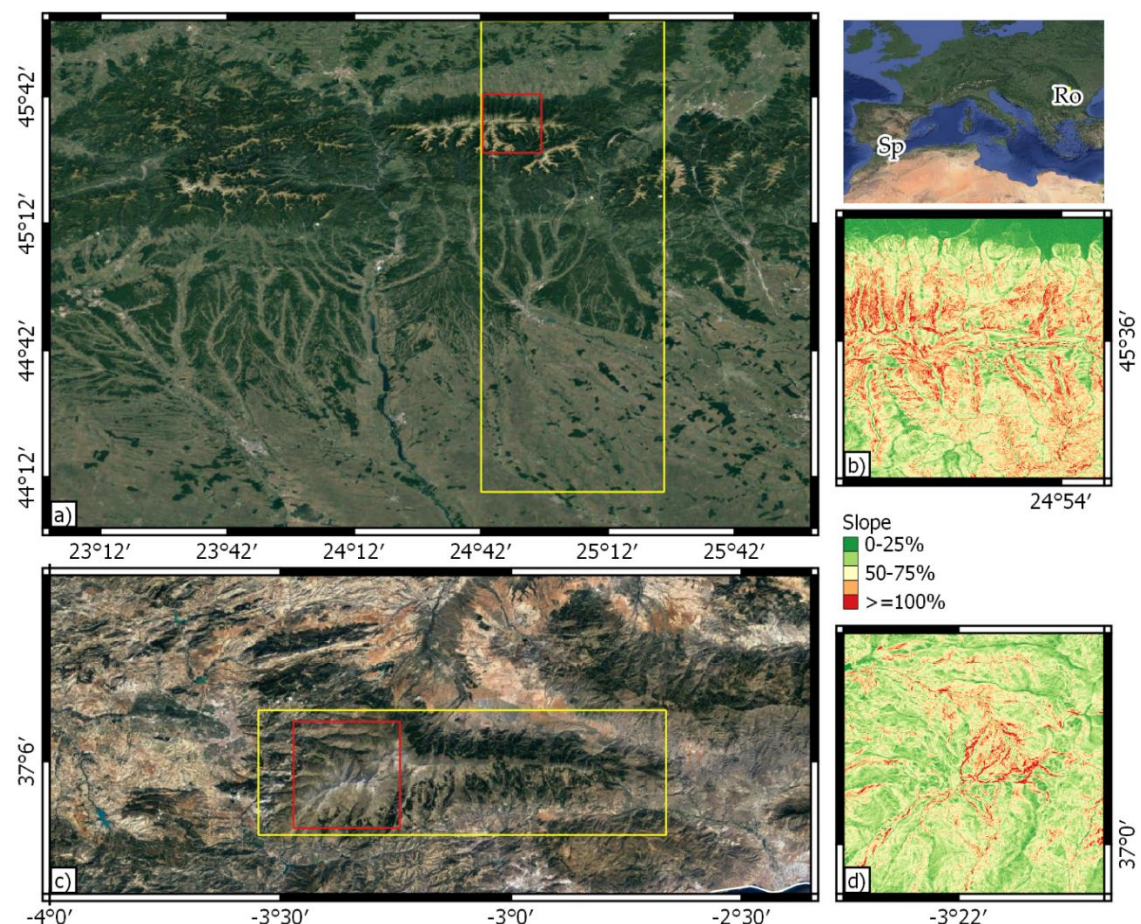 45°42′
45°12′
44°42′
44°12′
a)
23°12′ 23°42′ 24°12′ 24°42′ 25°12′ 25°42′
Ro
Sp
45°36′
b)
24°54′
Slope
0-25%
50-75%
>=100%
37°6′
c)
-4°0′ -3°30′ -3°0′ -2°30′
37°0′
d)
-3°22′